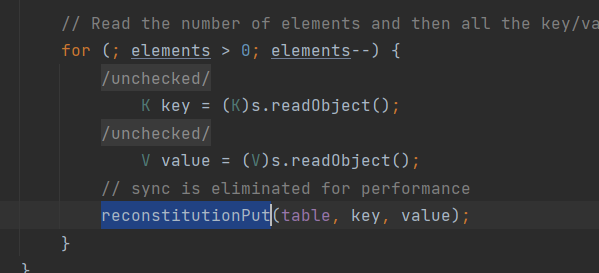 // Read the number of elements and then all the key/va
for (; elements > 0; elements--) {
/unchecked/
K key = (K)s.readObject();
/unchecked/
V value = (V)s.readObject();
// sync is eliminated for performance
reconstitutionPut(table, key, value);
}
}